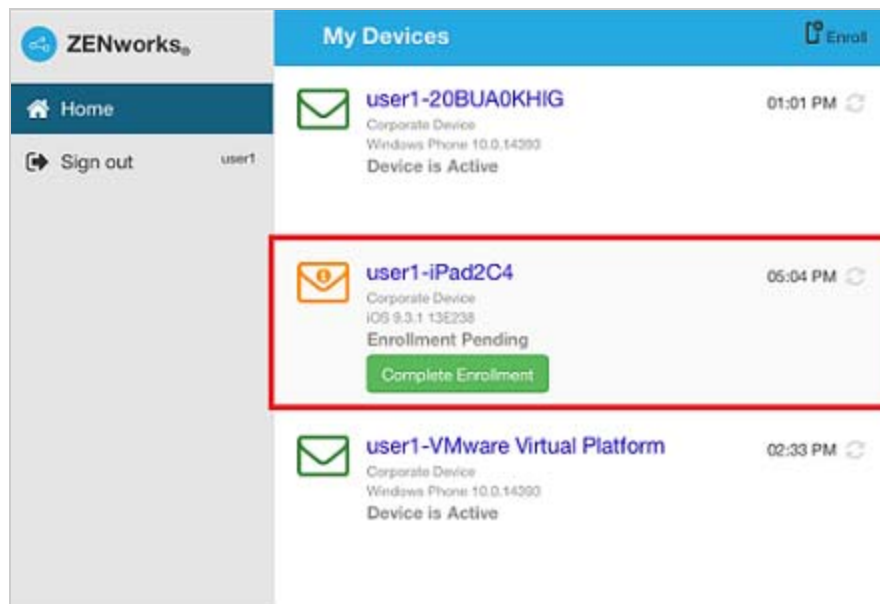 ZENworks®
Home
Sign out user1
My Devices
Enroll
user1-20BUA0KHIG 01:01 PM
Corporate Device
Windows Phone 10.0.14393
Device is Active
user1-iPad2C4 05:04 PM
Corporate Device
iOS 9.3.1 13E238
Enrollment Pending
Complete Enrollment
user1-VMware Virtual Platform 02:33 PM
Corporate Device
Windows Phone 10.0.14393
Device is Active